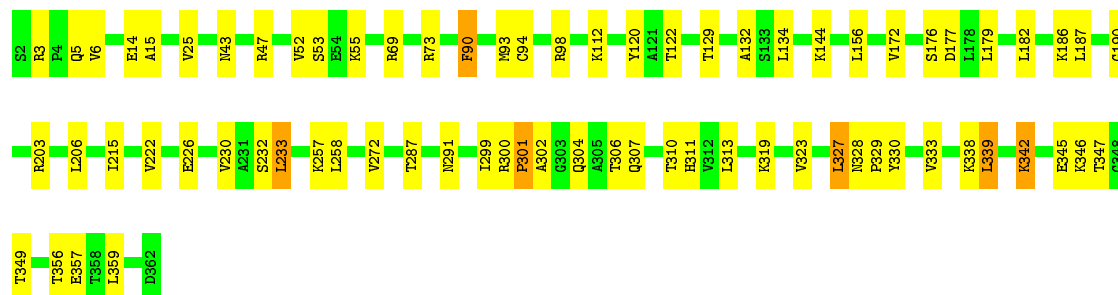 S2 R3 P4 Q5 V6 E14 A15 V25 N43 R47 V52 S53 E54 K55 R69 R73 F90 M93 C94 R98 K112 Y120 A121 T122 T129 A132 S133 L134 K144 L156 V172 S176 D177 L178 L179 L182 K186 L187
R203 L206 I215 V222 E226 V230 A231 S232 L233 K257 L258 V272 T287 N291 I299 R300 P301 A302 G303 Q304 A305 T306 Q307 T310 H311 V312 L313 K319 V323 L327 N328 P329 Y330 V333 K338 L339 K342 E345 K346 T347
T349 T356 E357 T358 L359 D362